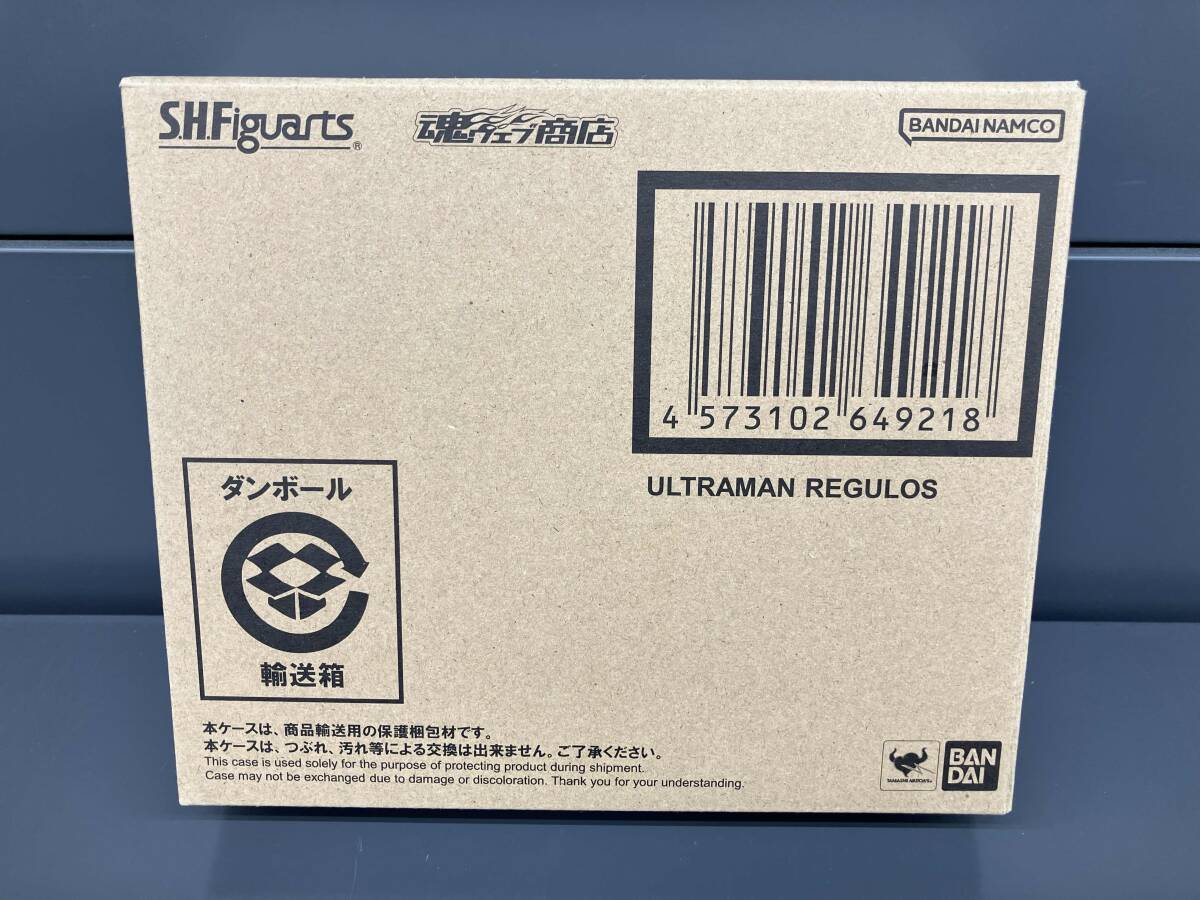 S.H.Figuarts®
魂ウェブ商店
BANDAI NAMCO
4 573102 649218
ULTRAMAN REGULOS
ダンボール
輸送箱
本ケースは、商品輸送用の保護梱包材です。
本ケースは、つぶれ、汚れ等による交換は出来ません。ご了承ください。
This case is used solely for the purpose of protecting product during shipment.
Case may not be exchanged due to damage or discoloration. Thank you for your understanding.
TAMASHII NATIONS
BAN
DAI